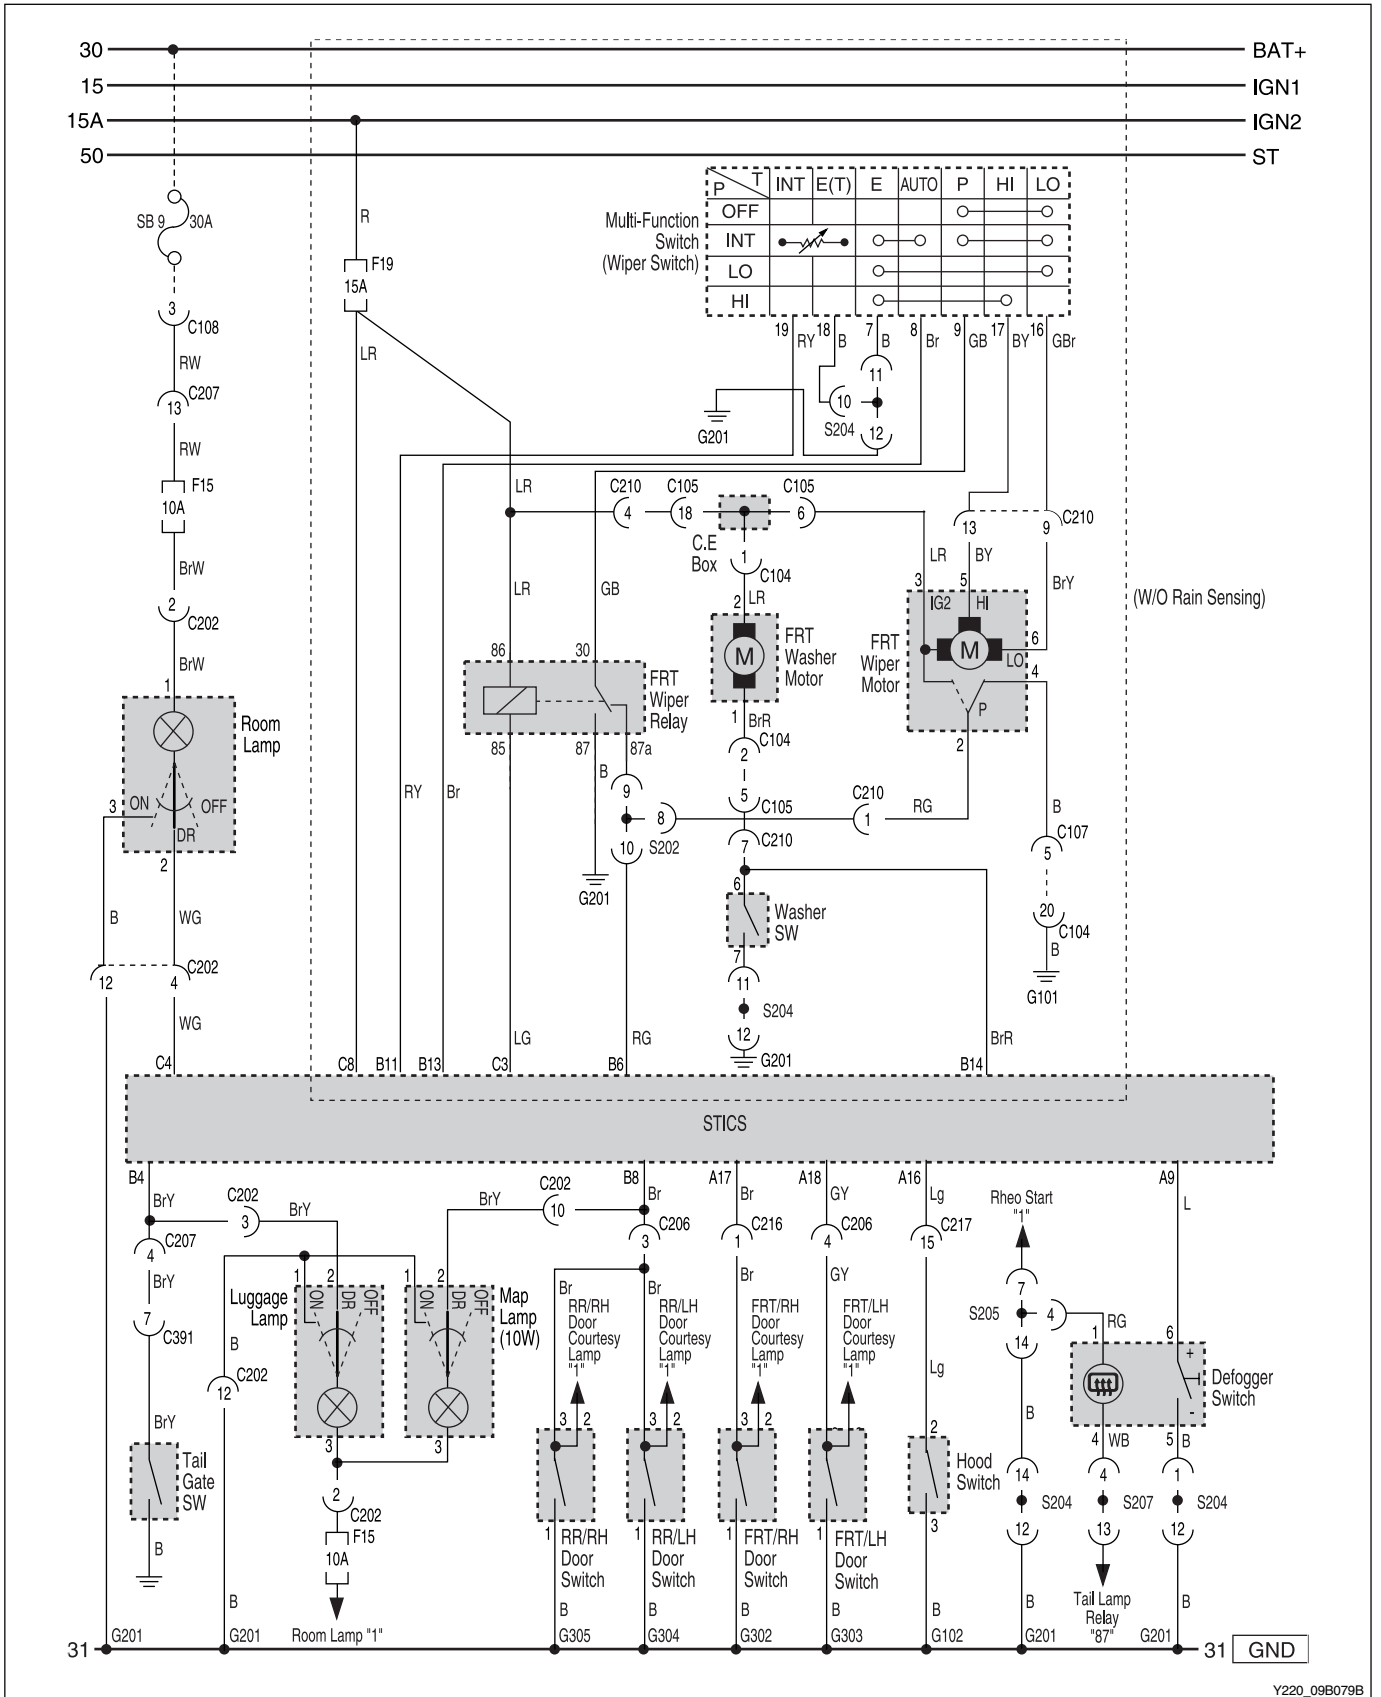 30 BAT+
15 IGN1
15A IGN2
50 ST
P T INT E(T) E AUTO P HI LO
OFF
INT
LO
HI
Multi-Function
Switch
(Wiper Switch)
SB 9 30A
R
F19
15A
3
C108
19 RY 18 B 7 B 8 Br 9 GB 17 BY 16 GBr
RW
LR
C207
13
11
10
S204
12
G201
RW
F15
10A
LR
C210
4
C105
18
C105
6
C.E
Box
1
C104
13 9 C210
BrW
LR
GB
2 LR
LR BY
3 5
BrY
2
C202
(W/O Rain Sensing)
BrW
1
Room
Lamp
ON OFF
DR
3
2
86 30
FRT
Wiper
Relay
85 87 87a
M
FRT
Washer
Motor
FRT
Wiper
Motor
IG2 HI
M
LO
6
4
P
2
1 BrR
C104
2
B
9
8
10 S202
G201
5
C105
C210
7
C210
1
RG
B
C107
5
20
C104
B
G101
RY Br
B WG
C202
12 4
WG
6
Washer
SW
7
11
S204
12
G201
LG RG BrR
C4 C8 B11 B13 C3 B6 B14
STICS
B4 B8 A17 A18 A16 A9
BrY
C202
3
BrY
C207
4
BrY
7
C391
BrY
Tail
Gate
SW
B
BrY
C202
10
Br
C206
3
Br
C216
1
GY
C206
4
Lg
C217
15
Rheo Start
"1"
L
1 2
ON DR OFF
Luggage
Lamp
3
1 2
ON DR OFF
Map
Lamp
(10W)
3
B
C202
12
2
C202
F15
10A
Br Br Br GY
RR/RH
Door
Courtesy
Lamp
"1"
RR/LH
Door
Courtesy
Lamp
"1"
FRT/RH
Door
Courtesy
Lamp
"1"
FRT/LH
Door
Courtesy
Lamp
"1"
3 2
3 2
3 2
1
RR/RH
Door
Switch
1
RR/LH
Door
Switch
1
FRT/RH
Door
Switch
1
FRT/LH
Door
Switch
Lg
2
Hood
Switch
3
7
S205
4
RG
14
B
1
6
+
-
Defogger
Switch
4 WB
5 B
14
S204
12
4
S207
13
1
S204
12
Tail Lamp
Relay
"87"
B B B B B B B B
31 G201 G201 Room Lamp "1" G305 G304 G302 G303 G102 G201 G201 31 GND
Y220_09B079B